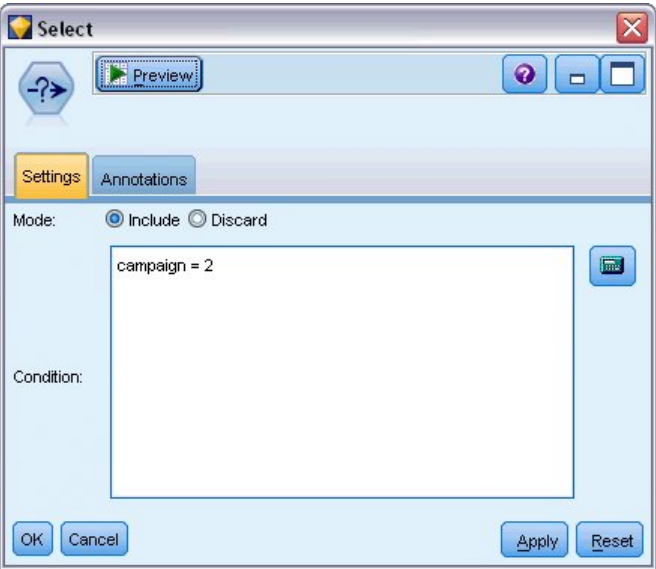 Select
Preview
Settings Annotations
Mode: Include Discard
campaign = 2
Condition:
OK Cancel Apply Reset